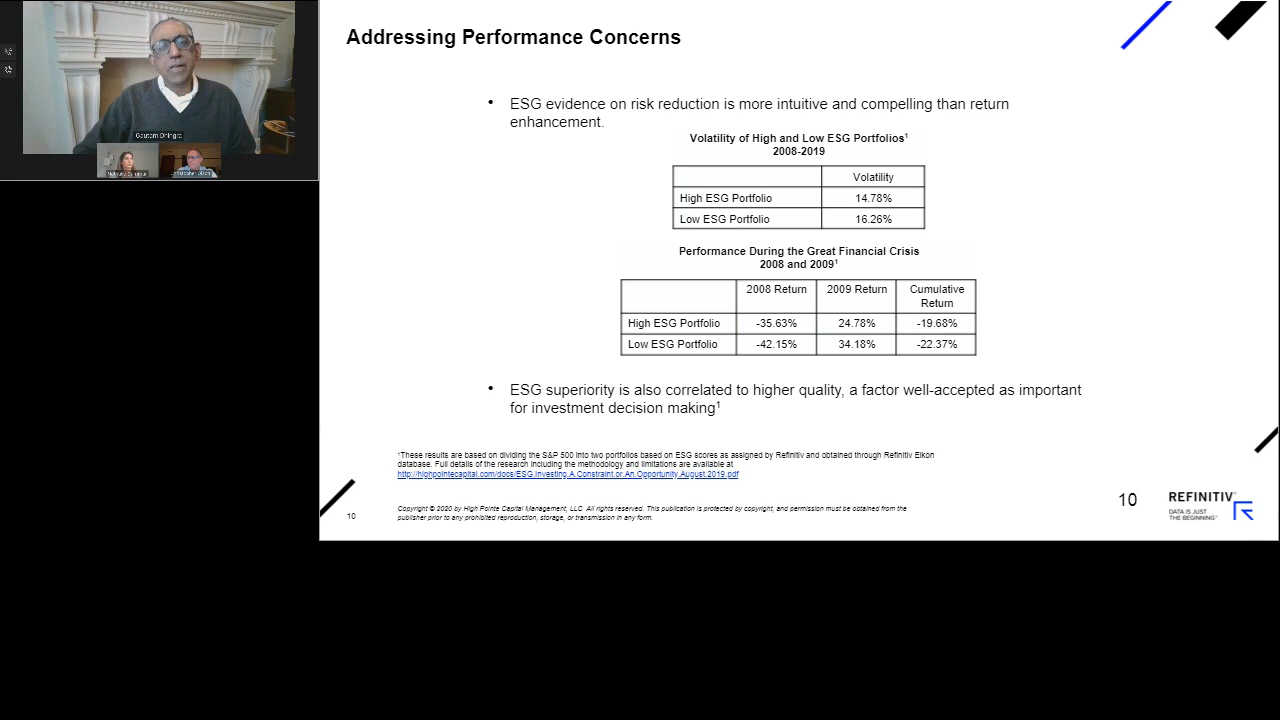 Addressing Performance Concerns
• ESG evidence on risk reduction is more intuitive and compelling than return
enhancement.
Volatility of High and Low ESG Portfolios¹
2008-2019
Volatility
High ESG Portfolio 14.78%
Low ESG Portfolio 16.26%
Performance During the Great Financial Crisis
2008 and 2009¹
2008 Return 2009 Return Cumulative
Return
High ESG Portfolio -35.63% 24.78% -19.68%
Low ESG Portfolio -42.15% 34.18% -22.37%
• ESG superiority is also correlated to higher quality, a factor well-accepted as important
for investment decision making¹
¹These results are based on dividing the S&P 500 into two portfolios based on ESG scores as assigned by Refinitiv and obtained through Refinitiv Eikon
database. Full details of the research including the methodology and limitations are available at
http://highpointecapital.com/docs/ESG.Investing.A.Constraint.or.An.Opportunity.August.2019.pdf
Copyright © 2020 by High Pointe Capital Management, LLC All rights reserved. This publication is protected by copyright, and permission must be obtained from the
publisher prior to any prohibited reproduction, storage, or transmission in any form.
10
10
REFINITIV
DATA IS JUST
THE BEGINNING
Gautam Dhingra
Christopher Olson